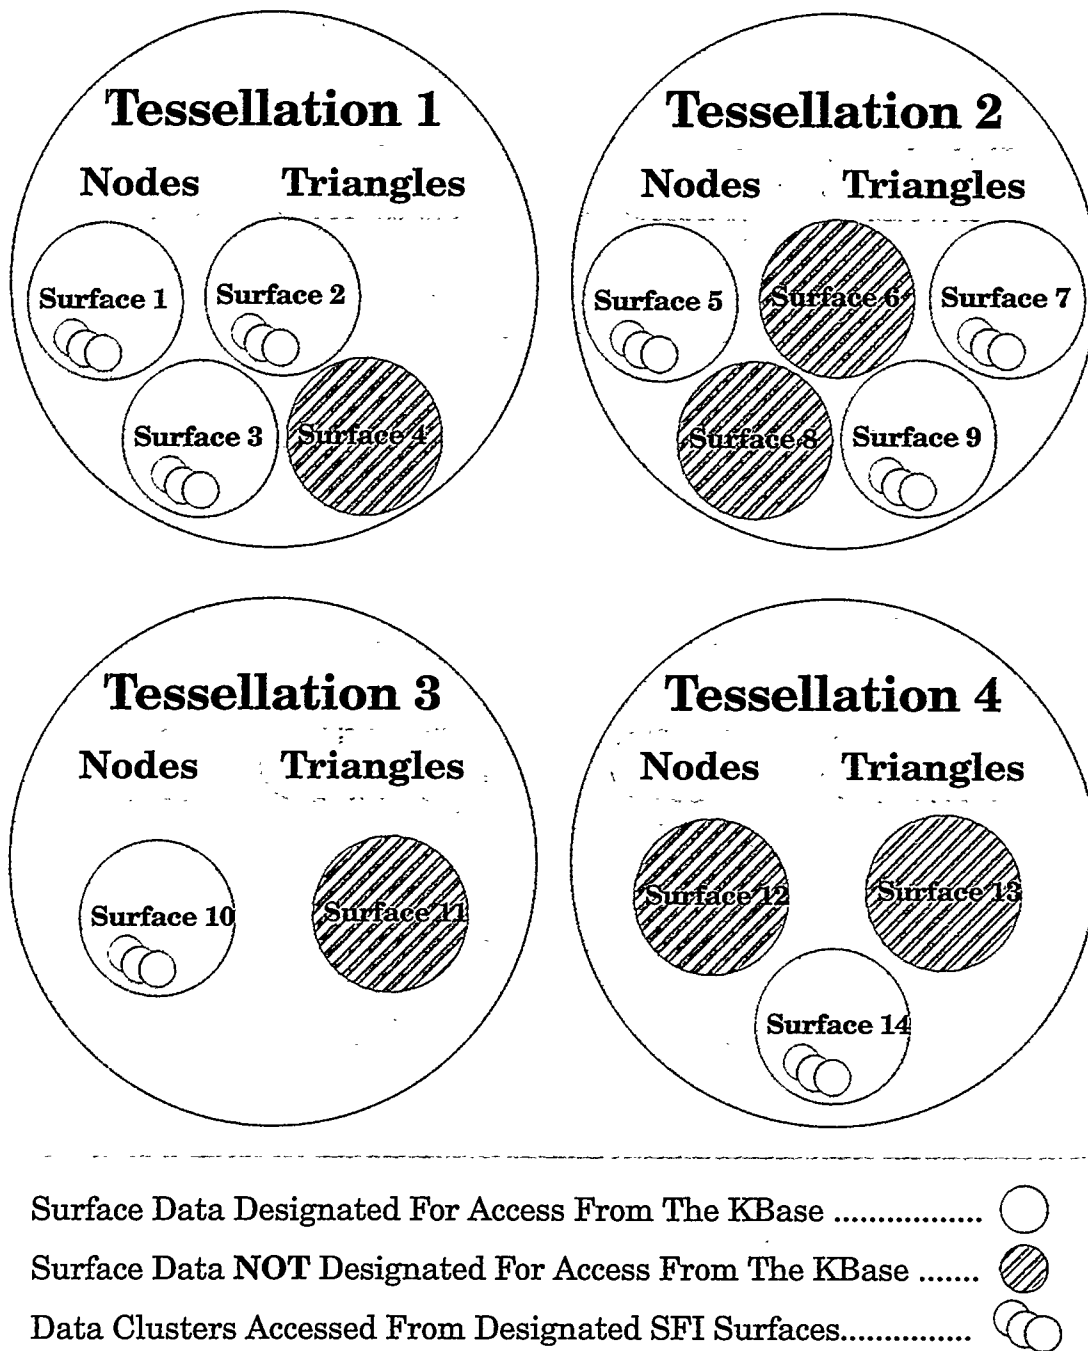 Tessellation 1
Nodes Triangles
Surface 1
Surface 2
Surface 3
Surface 4
Tessellation 2
Nodes Triangles
Surface 5
Surface 6
Surface 7
Surface 8
Surface 9
Tessellation 3
Nodes Triangles
Surface 10
Surface 11
Tessellation 4
Nodes Triangles
Surface 12
Surface 13
Surface 14
Surface Data Designated For Access From The KBase .................
Surface Data NOT Designated For Access From The KBase .......
Data Clusters Accessed From Designated SFI Surfaces..............